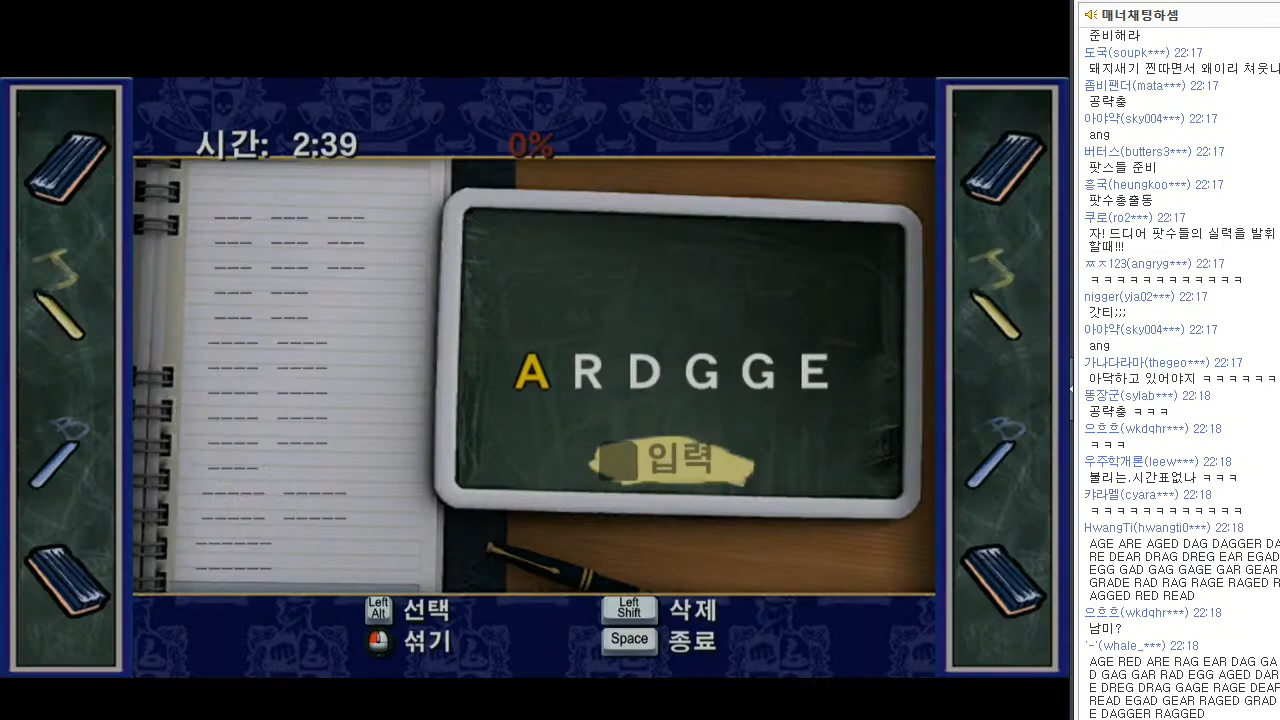 시간: 2:39
0%
A R D G G E
입력
Left Alt
선택
Left Shift
삭제
섞기
Space
종료
매너채팅하셈
준비해라
도국(soupk***) 22:17
돼지새기 찐따면서 왜이리 쳐웃나
좀비팬더(mata***) 22:17
공략충
아야약(sky004***) 22:17
ang
버터스(butters3***) 22:17
팟스들 준비
흥국(heungkoo***) 22:17
팟수총출동
쿠로(ro2***) 22:17
자! 드디어 팟수들의 실력을 발휘
할때!!!
ㅉㅈ123(angryg***) 22:17
ㅋㅋㅋㅋㅋㅋㅋㅋㅋㅋㅋ
nigger(yja02***) 22:17
갓티;;;
아야약(sky004***) 22:17
ang
가나다라마(thegeo***) 22:17
아닥하고 있어야지 ㅋㅋㅋㅋㅋㅋ
똥장군(sylab***) 22:18
공략충 ㅋㅋㅋ
으흐흐(wkdqhr***) 22:18
ㅋㅋㅋ
우주학개론(leew***) 22:18
불리는.시간표없나 ㅋㅋㅋ
캬라멜(cyara***) 22:18
ㅋㅋㅋㅋㅋㅋㅋㅋㅋㅋㅋ
HwangTi(hwangti0***) 22:18
AGE ARE AGED DAG DAGGER DA
RE DEAR DRAG DREG EAR EGAD
EGG GAD GAG GAGE GAR GEAR
GRADE RAD RAG RAGE RAGED R
AGGED RED READ
으흐흐(wkdqhr***) 22:18
남미?
'-'(whale_***) 22:18
AGE RED ARE RAG EAR DAG GA
D GAG GAR RAD EGG AGED DAR
E DREG DRAG GAGE RAGE DEAR
READ EGAD GEAR RAGED GRAD
E DAGGER RAGGED